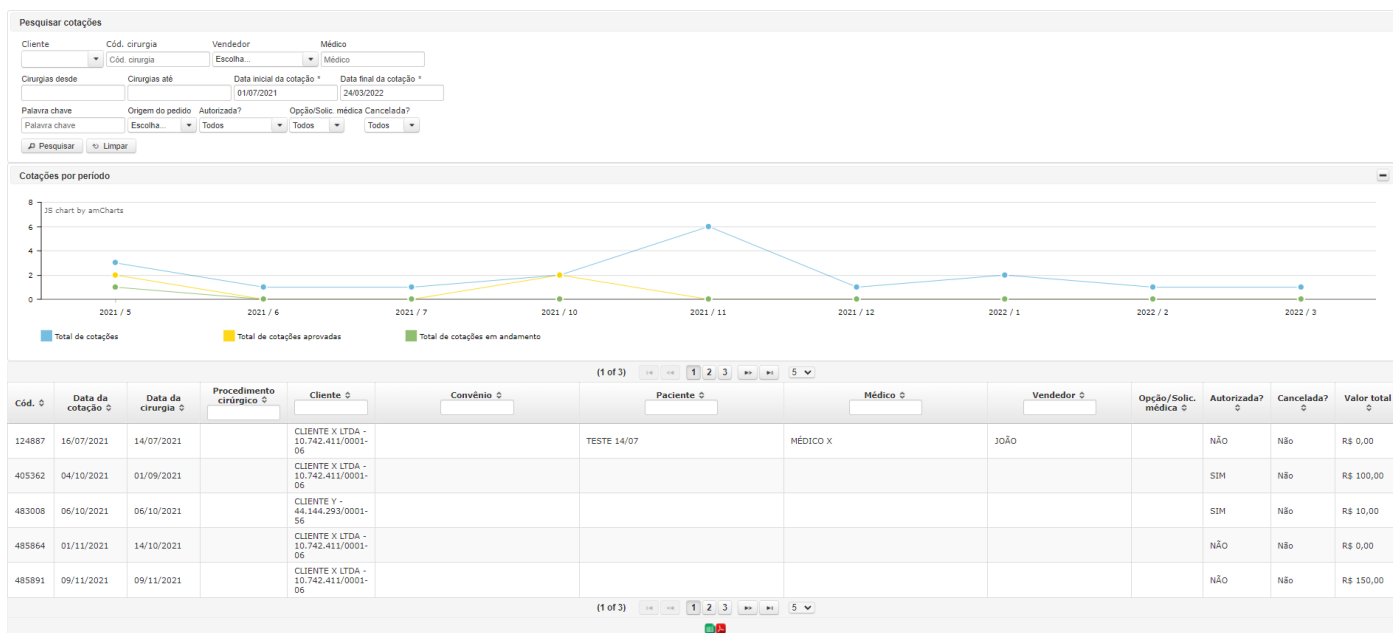 Pesquisar cotações
Cliente Cód. cirurgia Vendedor Médico
Cód. cirurgia Escolha... Médico
Cirurgias desde Cirurgias até Data inicial da cotação * Data final da cotação *
01/07/2021 24/03/2022
Palavra chave Origem do pedido Autorizada? Opção/Solic. médica Cancelada?
Palavra chave Escolha... Todos Todos Todos
Pesquisar Limpar
Cotações por período
8
JS chart by amCharts
6
4
2
0
2021 / 5 2021 / 6 2021 / 7 2021 / 10 2021 / 11 2021 / 12 2022 / 1 2022 / 2 2022 / 3
Total de cotações Total de cotações aprovadas Total de cotações em andamento
(1 of 3) 1 2 3 5
Cód. Data da cotação Data da cirurgia Procedimento cirúrgico Cliente Convênio Paciente Médico Vendedor Opção/Solic. médica Autorizada? Cancelada? Valor total
124887 16/07/2021 14/07/2021 CLIENTE X LTDA - 10.742.411/0001-06 TESTE 14/07 MÉDICO X JOÃO NÃO Não R$ 0,00
405362 04/10/2021 01/09/2021 CLIENTE X LTDA - 10.742.411/0001-06 SIM Não R$ 100,00
483008 06/10/2021 06/10/2021 CLIENTE Y - 44.144.293/0001-56 SIM Não R$ 10,00
485864 01/11/2021 14/10/2021 CLIENTE X LTDA - 10.742.411/0001-06 NÃO Não R$ 0,00
485891 09/11/2021 09/11/2021 CLIENTE X LTDA - 10.742.411/0001-06 NÃO Não R$ 150,00
(1 of 3) 1 2 3 5